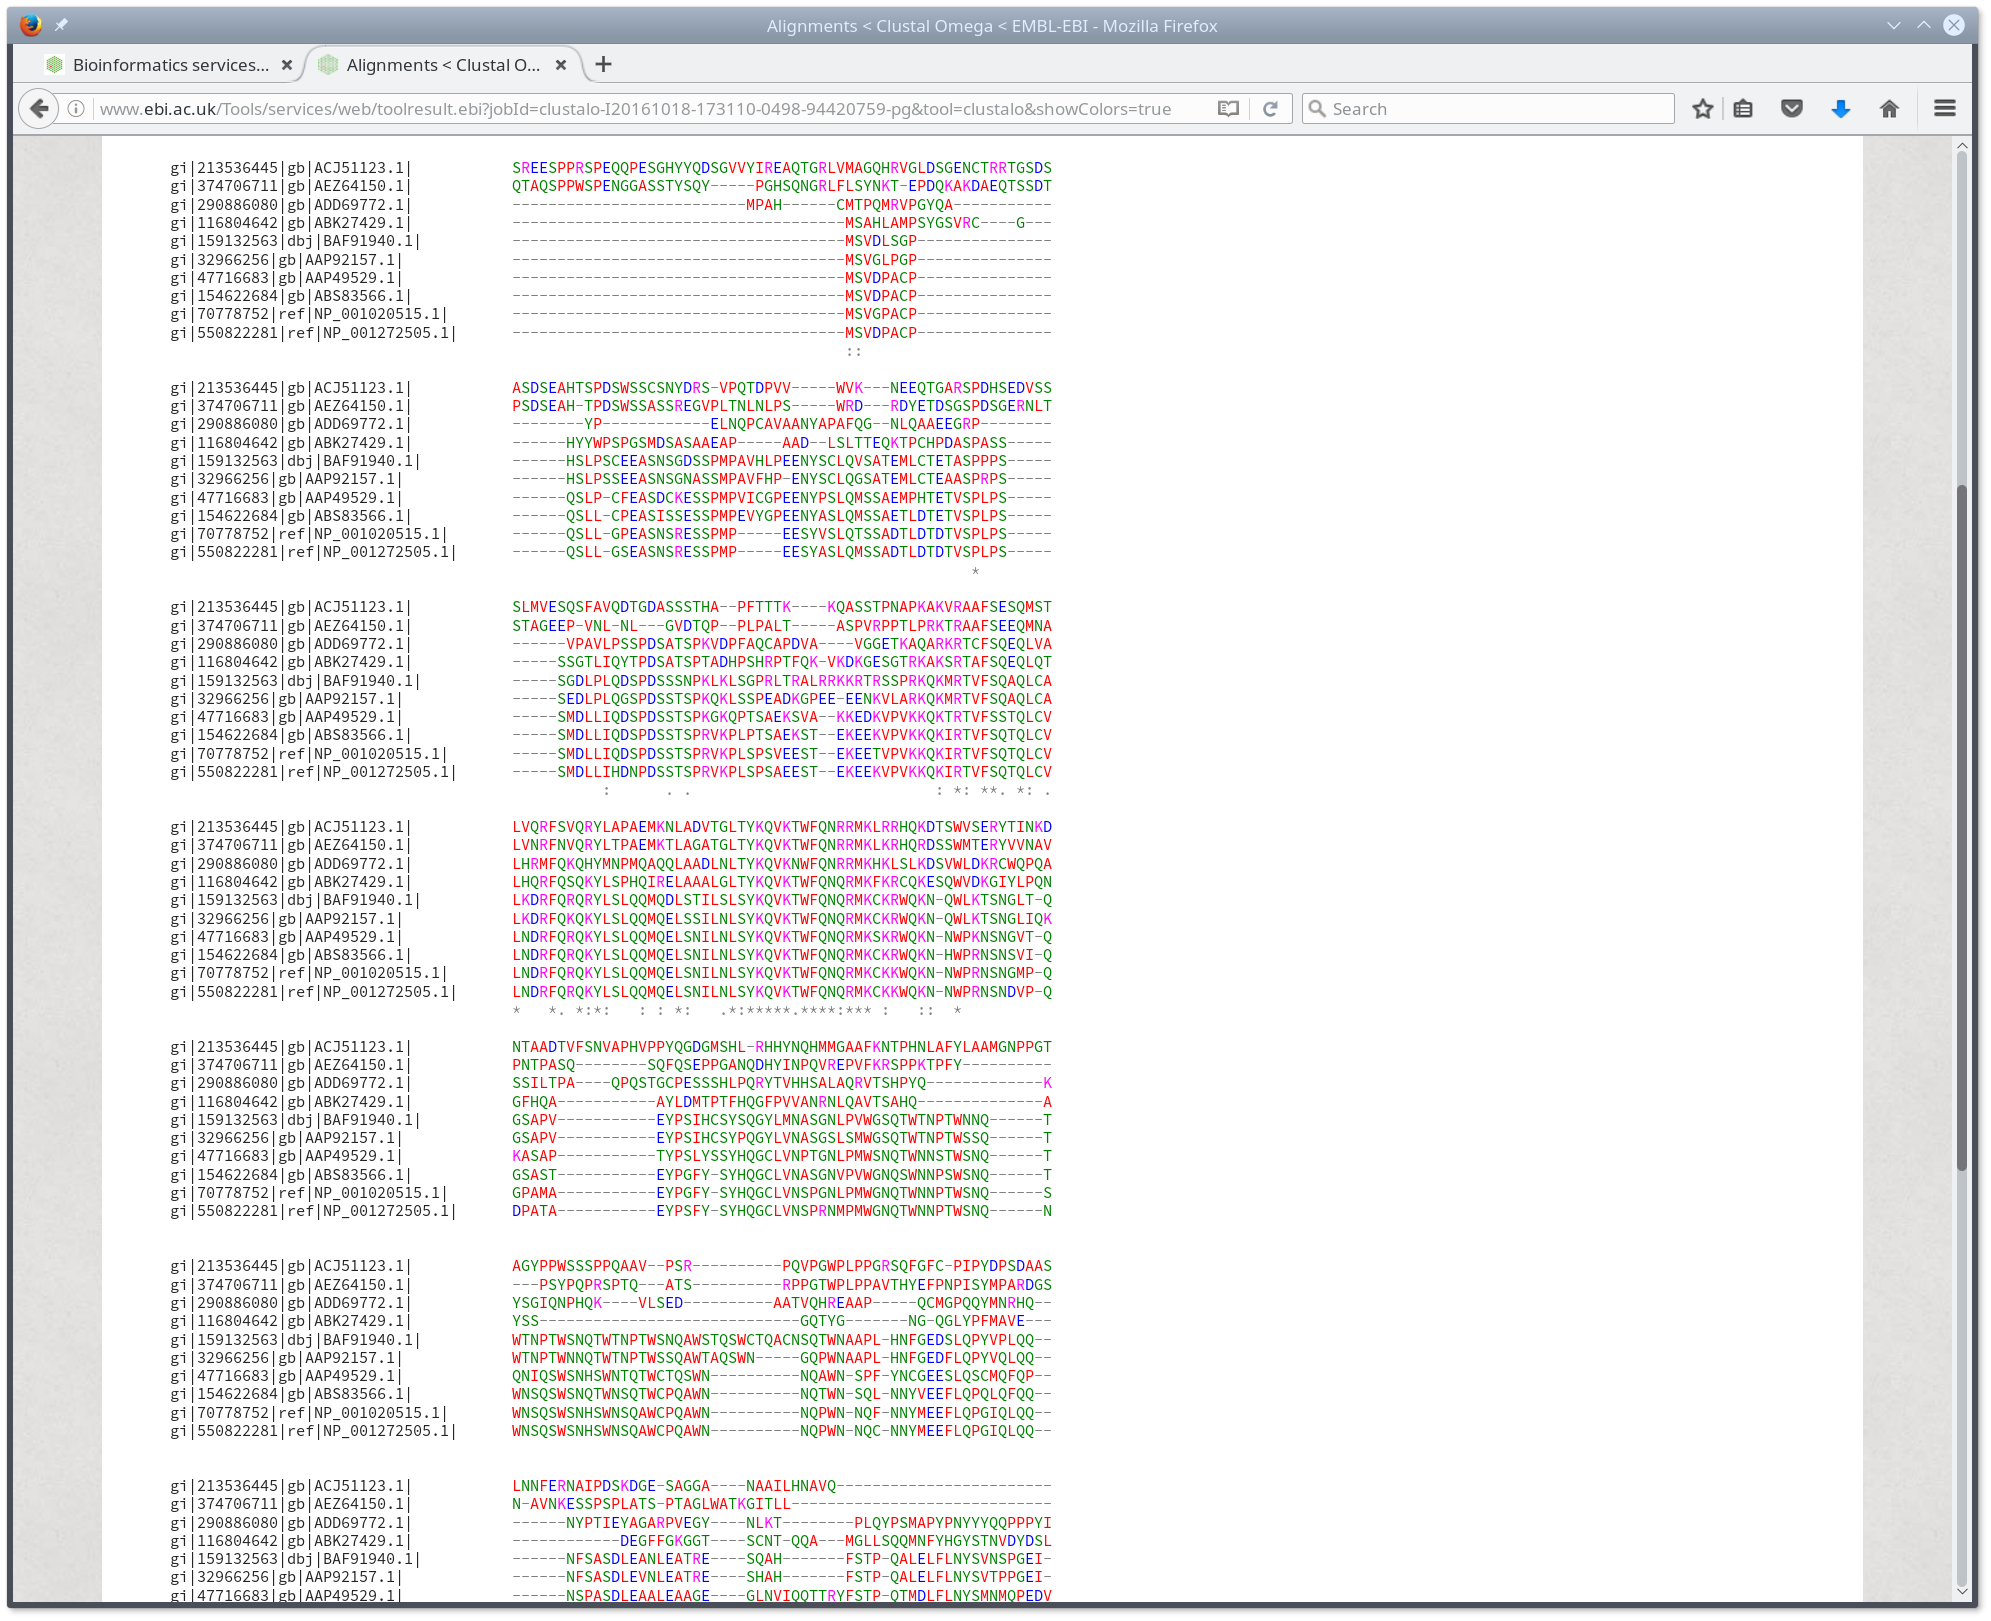 Alignments < Clustal Omega < EMBL-EBI - Mozilla Firefox
Bioinformatics services... Alignments < Clustal O...
www.ebi.ac.uk/Tools/services/web/toolresult.ebi?jobId=clustalo-I20161018-173110-0498-94420759-pg&tool=clustalo&showColors=true Search
gi|213536445|gb|ACJ51123.1| SREESPPRSPEQQPESGHYYQDSGVVYIREAQTGRLVMAGQHRVGLDSGENCTRRTGSDS
gi|374706711|gb|AEZ64150.1| QTAQSPPWSPENGGASSTYSQY-----PGHSQNGRLFLSYNKT-EPDQKAKDAEQTSSDT
gi|290886080|gb|ADD69772.1| --------------------------MPAH------CMTPQMRVPGYQA-----------
gi|116804642|gb|ABK27429.1| -------------------------------------MSAHLAMPSYGSVRC----G---
gi|159132563|dbj|BAF91940.1| -------------------------------------MSVDLSGP---------------
gi|32966256|gb|AAP92157.1| -------------------------------------MSVGLPGP---------------
gi|47716683|gb|AAP49529.1| -------------------------------------MSVDPACP---------------
gi|154622684|gb|ABS83566.1| -------------------------------------MSVDPACP---------------
gi|70778752|ref|NP_001020515.1| -------------------------------------MSVGPACP---------------
gi|550822281|ref|NP_001272505.1| -------------------------------------MSVDPACP---------------
::
gi|213536445|gb|ACJ51123.1| ASDSEAHTSPDSWSSCSNYDRS-VPQTDPVV-----WVK---NEEQTGARSPDHSEDVSS
gi|374706711|gb|AEZ64150.1| PSDSEAH-TPDSWSSASSREGVPLTNLNLPS-----WRD---RDYETDSGSPDSGERNLT
gi|290886080|gb|ADD69772.1| --------YP------------ELNQPCAVAANYAPAFQG--NLQAAEEGRP--------
gi|116804642|gb|ABK27429.1| ------HYYWPSPGSMDSASAAEAP-----AAD--LSLTTEQKTPCHPDASPASS-----
gi|159132563|dbj|BAF91940.1| ------HSLPSCEEASNSGDSSPMPAVHLPEENYSCLQVSATEMLCTETASPPPS-----
gi|32966256|gb|AAP92157.1| ------HSLPSSEEASNSGNASSMPAVFHP-ENYSCLQGSATEMLCTEAASPRPS-----
gi|47716683|gb|AAP49529.1| ------QSLP-CFEASDCKESSPMPVICGPEENYPSLQMSSAEMPHTETVSPLPS-----
gi|154622684|gb|ABS83566.1| ------QSLL-CPEASISSESSPMPEVYGPEENYASLQMSSAETLDTETVSPLPS-----
gi|70778752|ref|NP_001020515.1| ------QSLL-GPEASNSRESSPMP-----EESYVSLQTSSADTLDTDTVSPLPS-----
gi|550822281|ref|NP_001272505.1| ------QSLL-GSEASNSRESSPMP-----EESYASLQMSSADTLDTDTVSPLPS-----
*
gi|213536445|gb|ACJ51123.1| SLMVESQSFAVQDTGDASSSTHA--PFTTTK----KQASSTPNAPKAKVRAAFSESQMST
gi|374706711|gb|AEZ64150.1| STAGEEP-VNL-NL---GVDTQP--PLPALT-----ASPVRPPTLPRKTRAAFSEEQMNA
gi|290886080|gb|ADD69772.1| ------VPAVLPSSPDSATSPKVDPFAQCAPDVA----VGGETKAQARKRTCFSQEQLVA
gi|116804642|gb|ABK27429.1| -----SSGTLIQYTPDSATSPTADHPSHRPTFQK-VKDKGESGTRKAKSRTAFSQEQLQT
gi|159132563|dbj|BAF91940.1| -----SGDLPLQDSPDSSSNPKLKLSGPRLTRALRRKKRTRSSPRKQKMRTVFSQAQLCA
gi|32966256|gb|AAP92157.1| -----SEDLPLQGSPDSSTSPKQKLSSPEADKGPEE-EENKVLARKQKMRTVFSQAQLCA
gi|47716683|gb|AAP49529.1| -----SMDLLIQDSPDSSTSPKGKQPTSAEKSVA--KKEDKVPVKKQKTRTVFSSTQLCV
gi|154622684|gb|ABS83566.1| -----SMDLLIQDSPDSSTSPRVKPLPTSAEKST--EKEEKVPVKKQKIRTVFSQTQLCV
gi|70778752|ref|NP_001020515.1| -----SMDLLIQDSPDSSTSPRVKPLSPSVEEST--EKEETVPVKKQKIRTVFSQTQLCV
gi|550822281|ref|NP_001272505.1| -----SMDLLIHDNPDSSTSPRVKPLSPSAEEST--EKEEKVPVKKQKIRTVFSQTQLCV
: . . : *: **. *: .
gi|213536445|gb|ACJ51123.1| LVQRFSVQRYLAPAEMKNLADVTGLTYKQVKTWFQNRRMKLRRHQKDTSWVSERYTINKD
gi|374706711|gb|AEZ64150.1| LVNRFNVQRYLTPAEMKTLAGATGLTYKQVKTWFQNRRMKLKRHQRDSSWMTERYVVNAV
gi|290886080|gb|ADD69772.1| LHRMFQKQHYMNPMQAQQLAADLNLTYKQVKNWFQNRRMKHKLSLKDSVWLDKRCWQPQA
gi|116804642|gb|ABK27429.1| LHQRFQSQKYLSPHQIRELAAALGLTYKQVKTWFQNQRMKFKRCQKESQWVDKGIYLPQN
gi|159132563|dbj|BAF91940.1| LKDRFQRQRYLSLQQMQDLSTILSLSYKQVKTWFQNQRMKCKRWQKN-QWLKTSNGLT-Q
gi|32966256|gb|AAP92157.1| LKDRFQKQKYLSLQQMQELSSILNLSYKQVKTWFQNQRMKCKRWQKN-QWLKTSNGLIQK
gi|47716683|gb|AAP49529.1| LNDRFQRQKYLSLQQMQELSNILNLSYKQVKTWFQNQRMKSKRWQKN-NWPKNSNGVT-Q
gi|154622684|gb|ABS83566.1| LNDRFQRQKYLSLQQMQELSNILNLSYKQVKTWFQNQRMKCKRWQKN-HWPRNSNSVI-Q
gi|70778752|ref|NP_001020515.1| LNDRFQRQKYLSLQQMQELSNILNLSYKQVKTWFQNQRMKCKKWQKN-NWPRNSNGMP-Q
gi|550822281|ref|NP_001272505.1| LNDRFQRQKYLSLQQMQELSNILNLSYKQVKTWFQNQRMKCKKWQKN-NWPRNSNDVP-Q
* *. *:*: : : *: .*:*****.****:*** : :: *
gi|213536445|gb|ACJ51123.1| NTAADTVFSNVAPHVPPYQGDGMSHL-RHHYNQHMMGAAFKNTPHNLAFYLAAMGNPPGT
gi|374706711|gb|AEZ64150.1| PNTPASQ--------SQFQSEPPGANQDHYINPQVREPVFKRSPPKTPFY----------
gi|290886080|gb|ADD69772.1| SSILTPA----QPQSTGCPESSSHLPQRYTVHHSALAQRVTSHPYQ-------------K
gi|116804642|gb|ABK27429.1| GFHQA-----------AYLDMTPTFHQGFPVVANRNLQAVTSAHQ--------------A
gi|159132563|dbj|BAF91940.1| GSAPV-----------EYPSIHCSYSQGYLMNASGNLPVWGSQTWTNPTWNNQ------T
gi|32966256|gb|AAP92157.1| GSAPV-----------EYPSIHCSYPQGYLVNASGSLSMWGSQTWTNPTWSSQ------T
gi|47716683|gb|AAP49529.1| KASAP-----------TYPSLYSSYHQGCLVNPTGNLPMWSNQTWNNSTWSNQ------T
gi|154622684|gb|ABS83566.1| GSAST-----------EYPGFY-SYHQGCLVNASGNVPVWGNQSWNNPSWSNQ------T
gi|70778752|ref|NP_001020515.1| GPAMA-----------EYPGFY-SYHQGCLVNSPGNLPMWGNQTWNNPTWSNQ------S
gi|550822281|ref|NP_001272505.1| DPATA-----------EYPSFY-SYHQGCLVNSPRNMPMWGNQTWNNPTWSNQ------N
gi|213536445|gb|ACJ51123.1| AGYPPWSSSPPQAAV--PSR----------PQVPGWPLPPGRSQFGFC-PIPYDPSDAAS
gi|374706711|gb|AEZ64150.1| ---PSYPQPRSPTQ---ATS----------RPPGTWPLPPAVTHYEFPNPISYMPARDGS
gi|290886080|gb|ADD69772.1| YSGIQNPHQK----VLSED----------AATVQHREAAP-----QCMGPQQYMNRHQ--
gi|116804642|gb|ABK27429.1| YSS-----------------------------GQTYG-------NG-QGLYPFMAVE---
gi|159132563|dbj|BAF91940.1| WTNPTWSNQTWTNPTWSNQAWSTQSWCTQACNSQTWNAAPL-HNFGEDSLQPYVPLQQ--
gi|32966256|gb|AAP92157.1| WTNPTWNNQTWTNPTWSSQAWTAQSWN-----GQPWNAAPL-HNFGEDFLQPYVQLQQ--
gi|47716683|gb|AAP49529.1| QNIQSWSNHSWNTQTWCTQSWN----------NQAWN-SPF-YNCGEESLQSCMQFQP--
gi|154622684|gb|ABS83566.1| WNSQSWSNQTWNSQTWCPQAWN----------NQTWN-SQL-NNYVEEFLQPQLQFQQ--
gi|70778752|ref|NP_001020515.1| WNSQSWSNHSWNSQAWCPQAWN----------NQPWN-NQF-NNYMEEFLQPGIQLQQ--
gi|550822281|ref|NP_001272505.1| WNSQSWSNHSWNSQAWCPQAWN----------NQPWN-NQC-NNYMEEFLQPGIQLQQ--
gi|213536445|gb|ACJ51123.1| LNNFERNAIPDSKDGE-SAGGA----NAAILHNAVQ------------------------
gi|374706711|gb|AEZ64150.1| N-AVNKESSPSPLATS-PTAGLWATKGITLL-----------------------------
gi|290886080|gb|ADD69772.1| ------NYPTIEYAGARPVEGY----NLKT--------PLQYPSMAPYPNYYYQQPPPYI
gi|116804642|gb|ABK27429.1| ------------DEGFFGKGGT----SCNT-QQA---MGLLSQQMNFYHGYSTNVDYDSL
gi|159132563|dbj|BAF91940.1| ------NFSASDLEANLEATRE----SQAH-------FSTP-QALELFLNYSVNSPGEI-
gi|32966256|gb|AAP92157.1| ------NFSASDLEVNLEATRE----SHAH-------FSTP-QALELFLNYSVTPPGEI-
gi|47716683|gb|AAP49529.1| ------NSPASDLEAALEAAGE----GLNVIQQTTRYFSTP-QTMDLFLNYSMNMQPEDV